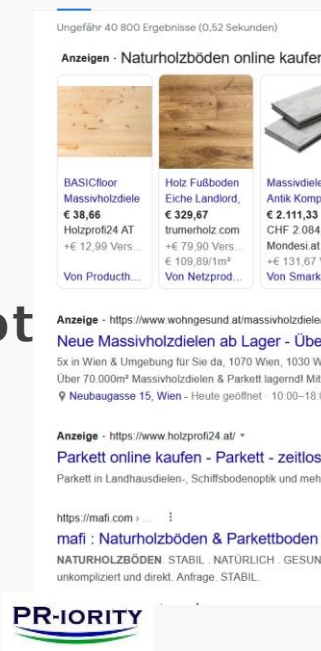 Ungefähr 40 800 Ergebnisse (0,52 Sekunden)
Anzeigen · Naturholzböden online kaufen
BASICfloor
Massivholzdiele
€ 38,66
Holzprofi24 AT
+€ 12,99 Vers...
Von Producth...
Holz Fußboden
Eiche Landlord,
€ 329,67
trumerholz.com
+€ 79,90 Vers...
€ 109,89/1m²
Von Netzprod...
Massivdiele
Antik Komp
€ 2.111,33
CHF 2.084
Mondesi.at
+€ 131,67
Von Smark
ot
Anzeige · https://www.wohngesund.at/massivholzdiele
Neue Massivholzdielen ab Lager - Übe
5x in Wien & Umgebung für Sie da, 1070 Wien, 1030 W
Über 70.000m² Massivholzdielen & Parkett lagernd! Mit
Neubaugasse 15, Wien - Heute geöffnet · 10:00–18:
Anzeige · https://www.holzprofi24.at/
Parkett online kaufen - Parkett - zeitlos
Parkett in Landhausdielen-, Schiffsbodenoptik und meh
https://mafi.com › ...
mafi : Naturholzböden & Parkettboden
NATURHOLZBÖDEN. STABIL . NATÜRLICH . GESUN
unkompliziert und direkt. Anfrage. STABIL.
PR-IORITY